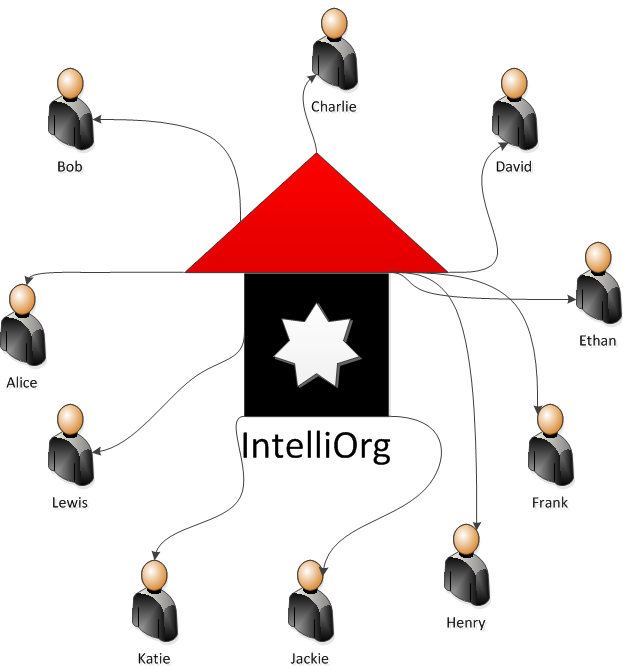 Charlie
Bob
David
Ethan
Alice
IntelliOrg
Lewis
Frank
Henry
Katie
Jackie